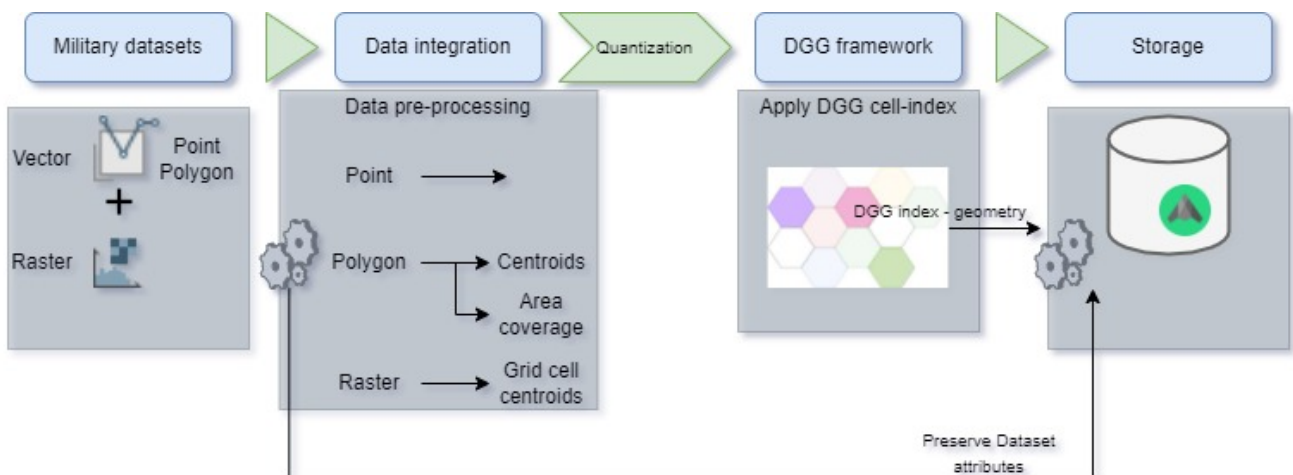 Military datasets
Data integration
Quantization
DGG framework
Storage
Vector
Point
Polygon
Raster
Data pre-processing
Point
Polygon
Centroids
Area
coverage
Raster
Grid cell
centroids
Apply DGG cell-index
DGG index - geometry
Preserve Dataset
attributes